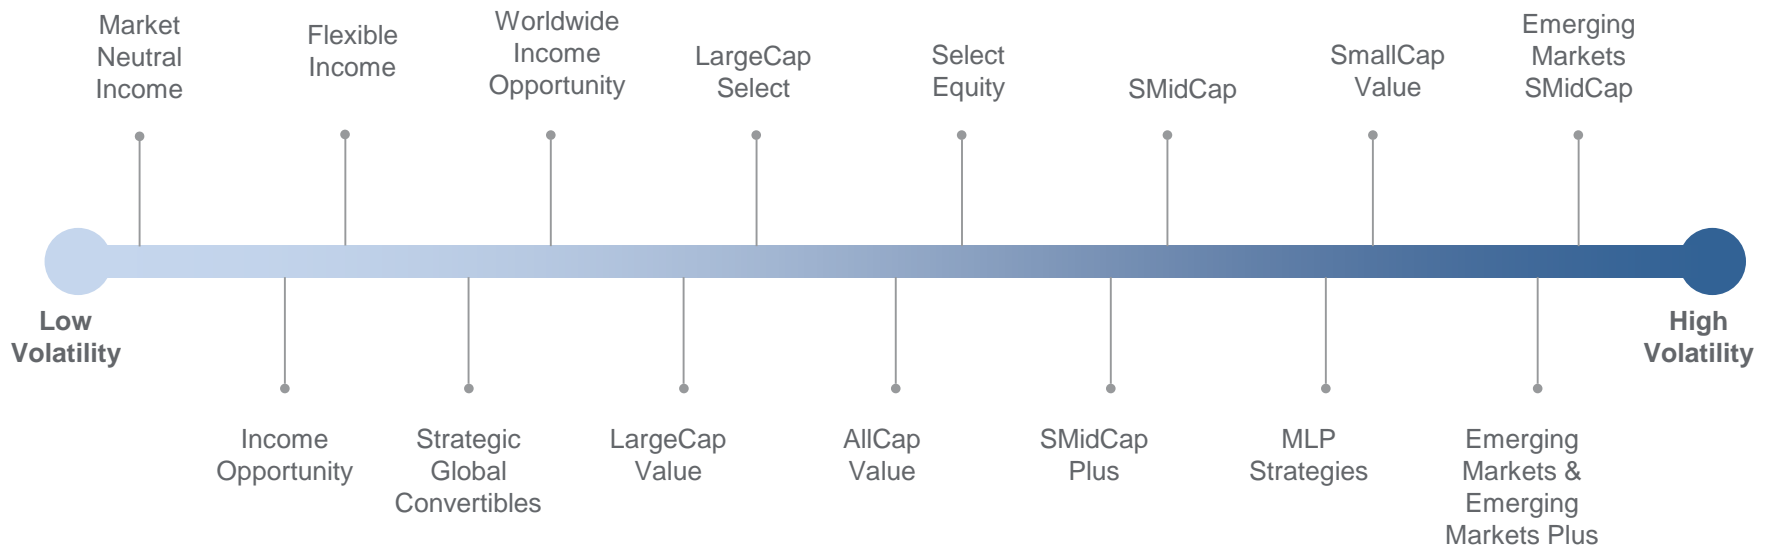 Market
Neutral
Income
Flexible
Income
Worldwide
Income
Opportunity
LargeCap
Select
Select
Equity
SMidCap
SmallCap
Value
Emerging
Markets
SMidCap
Low
Volatility
High
Volatility
Income
Opportunity
Strategic
Global
Convertibles
LargeCap
Value
AllCap
Value
SMidCap
Plus
MLP
Strategies
Emerging
Markets &
Emerging
Markets Plus